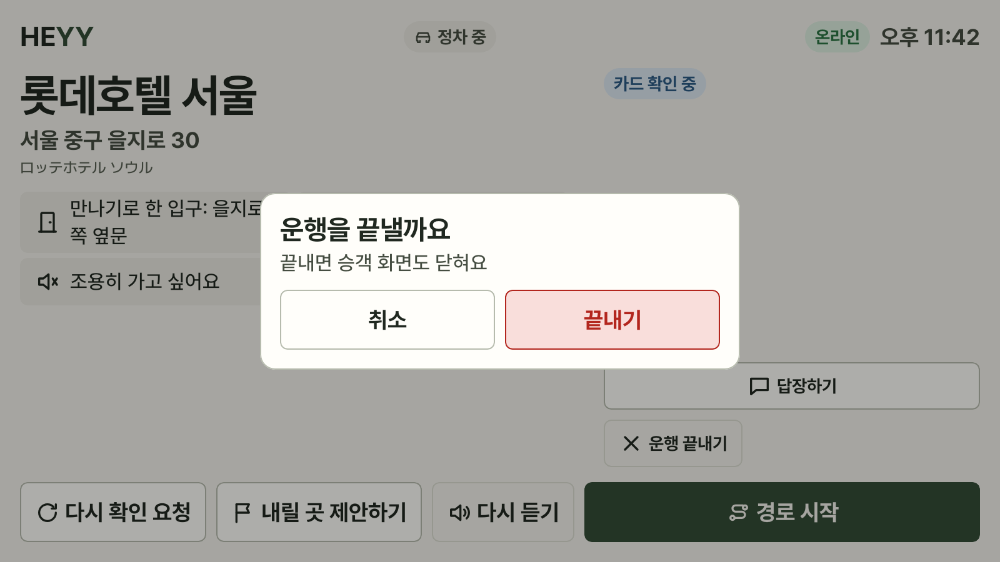 HEYY
정차 중
온라인
오후 11:42
롯데호텔 서울
카드 확인 중
서울 중구 을지로 30
ロッテホテル ソウル
만나기로 한 입구: 을지로
쪽 옆문
조용히 가고 싶어요
운행을 끝낼까요
끝내면 승객 화면도 닫혀요
취소
끝내기
답장하기
운행 끝내기
다시 확인 요청
내릴 곳 제안하기
다시 듣기
경로 시작